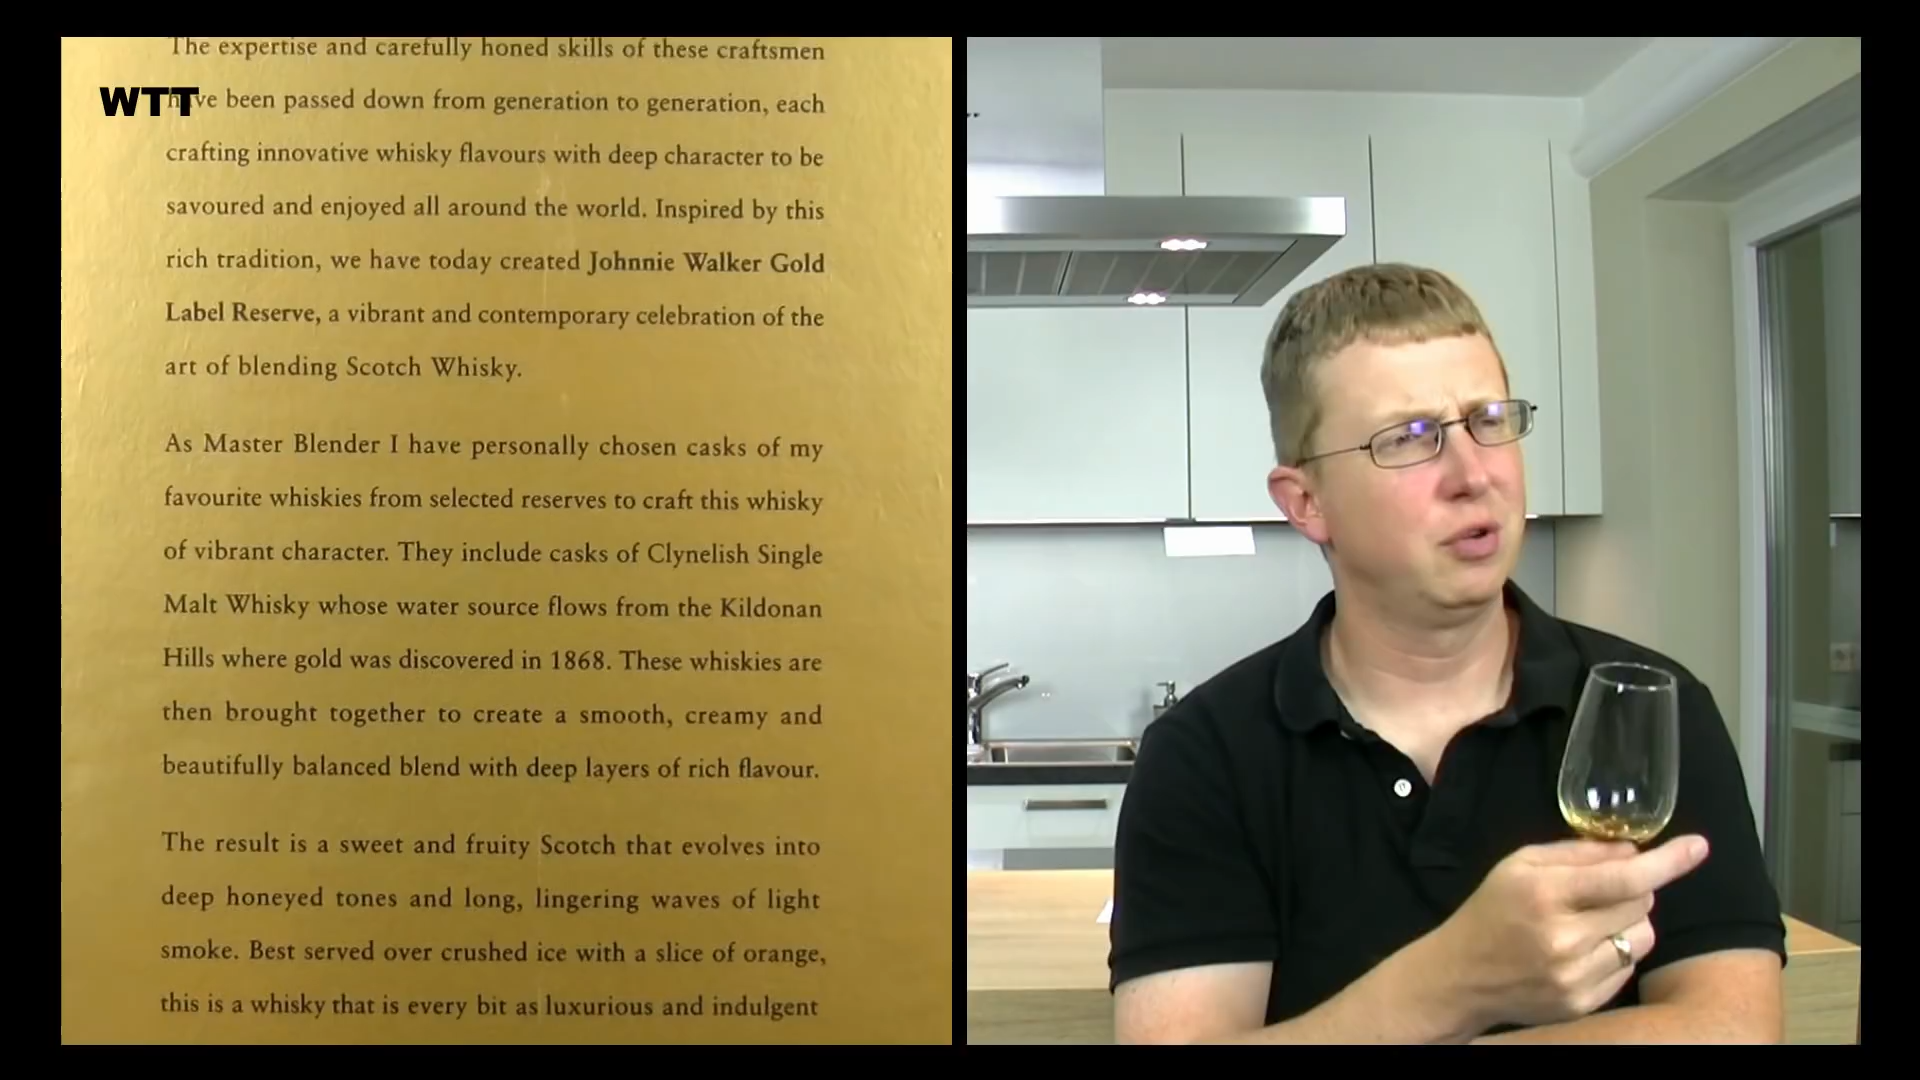 The expertise and carefully honed skills of these craftsmen
WTT
have been passed down from generation to generation, each
crafting innovative whisky flavours with deep character to be
savoured and enjoyed all around the world. Inspired by this
rich tradition, we have today created Johnnie Walker Gold
Label Reserve, a vibrant and contemporary celebration of the
art of blending Scotch Whisky.
As Master Blender I have personally chosen casks of my
favourite whiskies from selected reserves to craft this whisky
of vibrant character. They include casks of Clynelish Single
Malt Whisky whose water source flows from the Kildonan
Hills where gold was discovered in 1868. These whiskies are
then brought together to create a smooth, creamy and
beautifully balanced blend with deep layers of rich flavour.
The result is a sweet and fruity Scotch that evolves into
deep honeyed tones and long, lingering waves of light
smoke. Best served over crushed ice with a slice of orange,
this is a whisky that is every bit as luxurious and indulgent